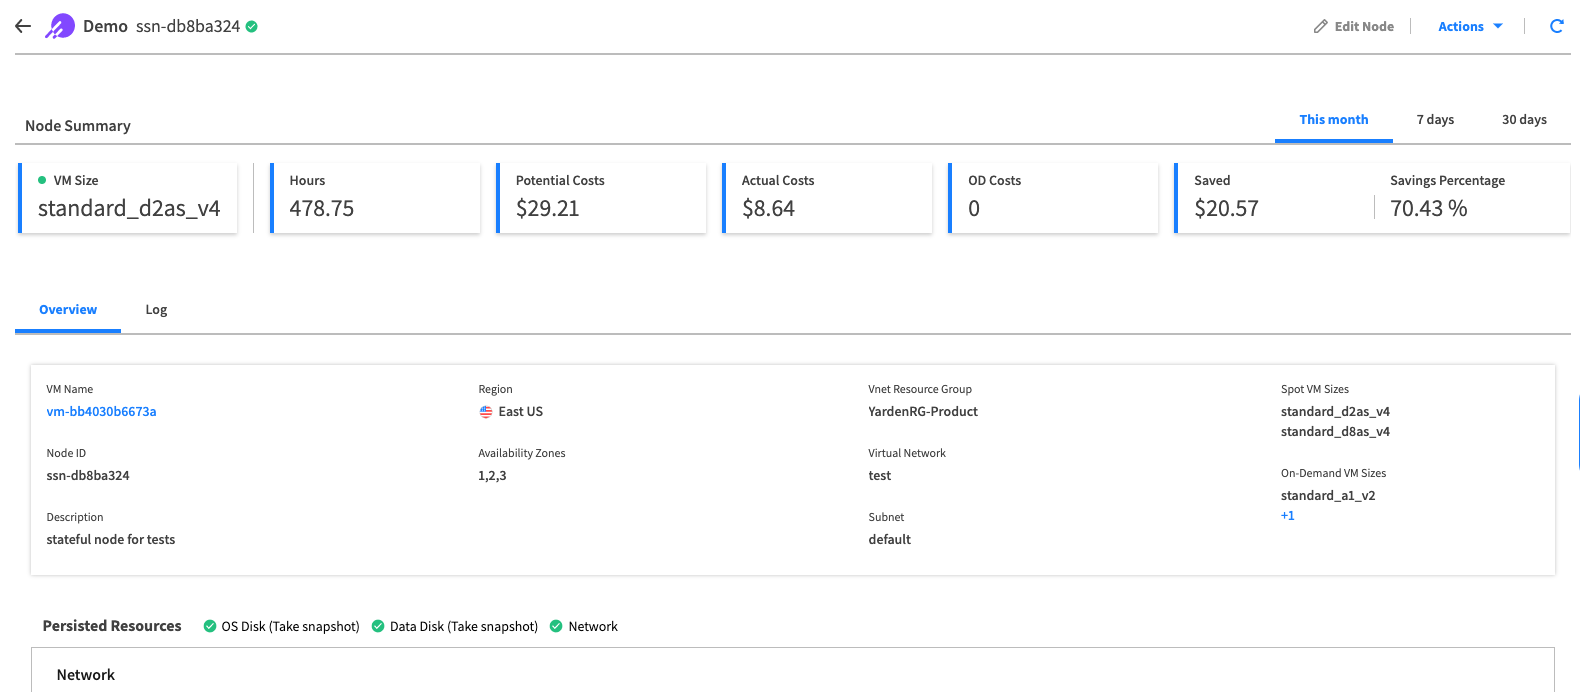 Demo ssn-db8ba324
Edit Node
Actions
Node Summary
This month
7 days
30 days
VM Size
standard_d2as_v4
Hours
478.75
Potential Costs
$29.21
Actual Costs
$8.64
OD Costs
0
Saved
$20.57
Savings Percentage
70.43 %
Overview
Log
VM Name
vm-bb4030b6673a
Node ID
ssn-db8ba324
Description
stateful node for tests
Region
East US
Availability Zones
1,2,3
Vnet Resource Group
YardenRG-Product
Virtual Network
test
Subnet
default
Spot VM Sizes
standard_d2as_v4
standard_d8as_v4
On-Demand VM Sizes
standard_a1_v2
+1
Persisted Resources
OS Disk (Take snapshot)
Data Disk (Take snapshot)
Network
Network